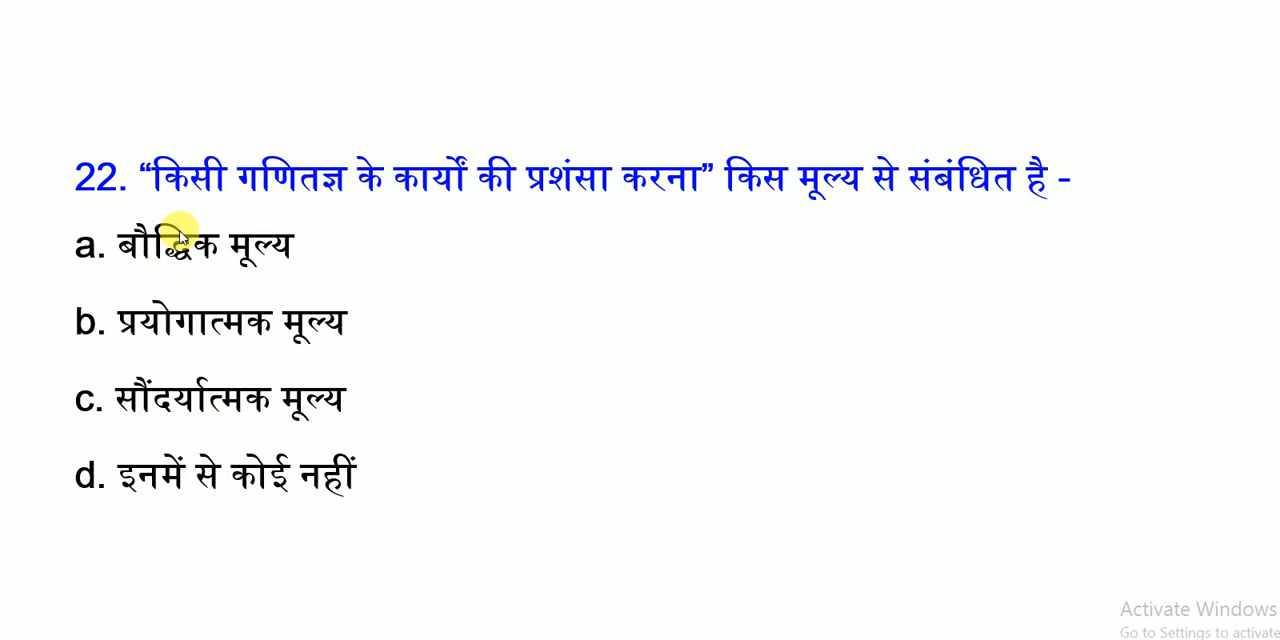 22. “किसी गणितज्ञ के कार्यों की प्रशंसा करना” किस मूल्य से संबंधित है -
a. बौद्धिक मूल्य
b. प्रयोगात्मक मूल्य
c. सौंदर्यात्मक मूल्य
d. इनमें से कोई नहीं
Activate Windows
Go to Settings to activate